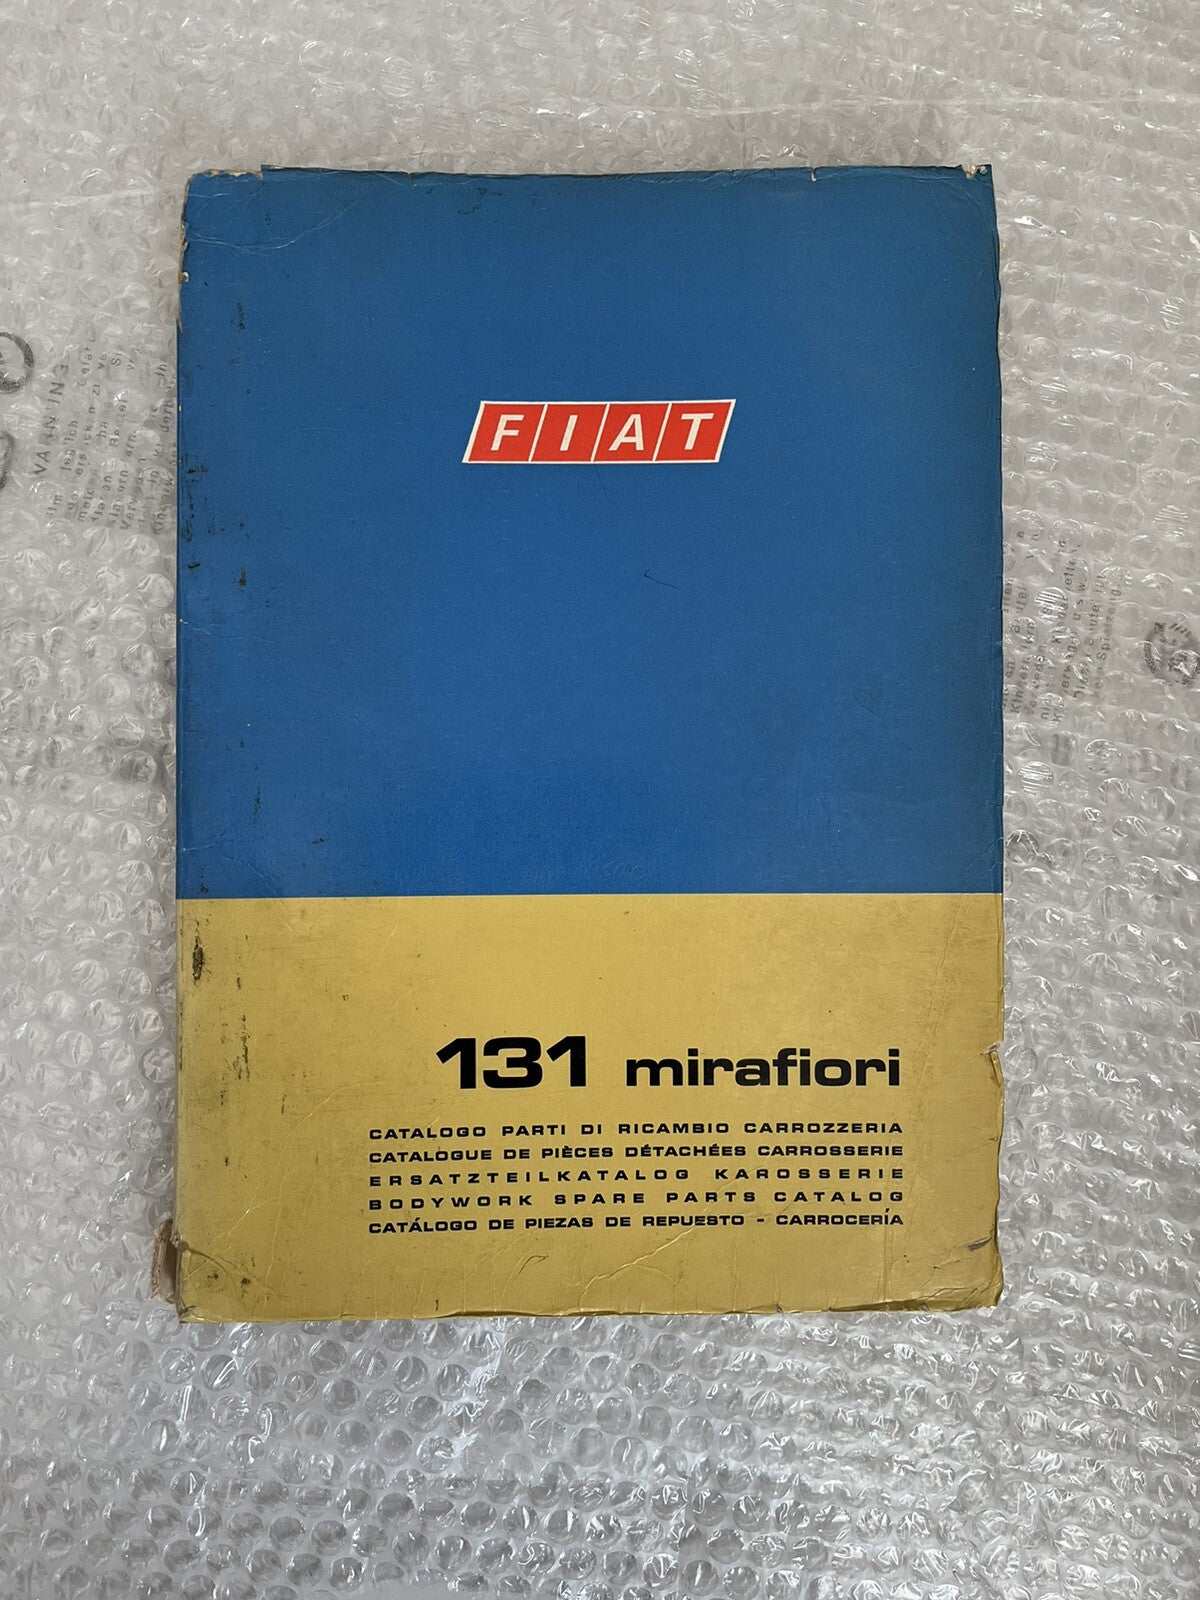 FIAT
131 mirafiori
CATALOGO PARTI DI RICAMBIO CARROZZERIA
CATALOGUE DE PIÈCES DÉTACHÉES CARROSSERIE
ERSATZTEILKATALOG KAROSSERIE
BODYWORK SPARE PARTS CATALOG
CATÁLOGO DE PIEZAS DE REPUESTO - CARROCERÍA